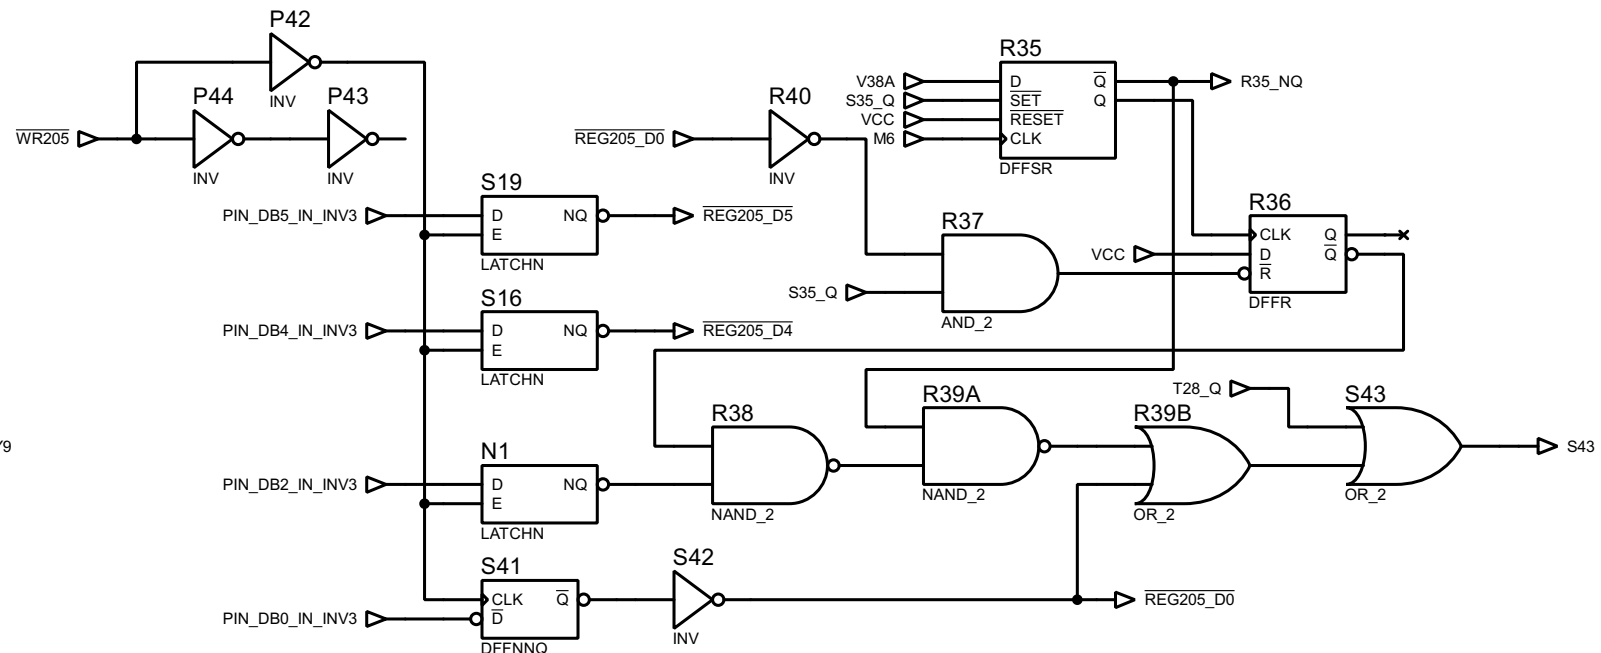 P42
INV
P44
INV
P43
INV
WR205
R40
INV
REG205_D0
R35
V38A
S35_Q
VCC
M6
D
SET
RESET
CLK
Q
Q
DFFSR
R35_NQ
S19
PIN_DB5_IN_INV3
D
E
NQ
LATCHN
REG205_D5
R37
S35_Q
AND_2
R36
VCC
CLK
D
R
Q
Q
DFFR
S16
PIN_DB4_IN_INV3
D
E
NQ
LATCHN
REG205_D4
R38
NAND_2
R39A
NAND_2
R39B
OR_2
T28_Q
S43
OR_2
S43
Y9
N1
PIN_DB2_IN_INV3
D
E
NQ
LATCHN
S41
PIN_DB0_IN_INV3
CLK
D
Q
DFFNNQ
S42
INV
REG205_D0